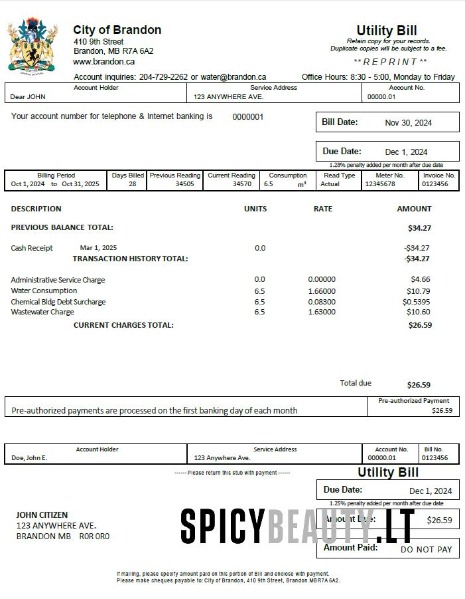 City of Brandon
410 9th Street
Brandon, MB R7A 6A2
www.brandon.ca
Utility Bill
Retain copy for your records.
Duplicate copies will be subject to a fee.
**REPRINT**
Account inquiries: 204-729-2262 or water@brandon.ca
Office Hours: 8:30 - 5:00, Monday to Friday
Account Holder Service Address Account No.
Dear JOHN 123 ANYWHERE AVE. 00000.01
Your account number for telephone & Internet banking is 0000001
Bill Date: Nov 30, 2024
Due Date: Dec 1, 2024
1.25% penalty added per month after due date
Billing Period Days Billed Previous Reading Current Reading Consumption Read Type Meter No. Invoice No.
Oct 1, 2024 to Oct 31, 2025 28 34505 34570 6.5 m³ Actual 12345678 0123456
DESCRIPTION UNITS RATE AMOUNT
PREVIOUS BALANCE TOTAL: $34.27
Cash Receipt Mar 1, 2025 0.0 -$34.27
TRANSACTION HISTORY TOTAL: -$34.27
Administrative Service Charge 0.0 0.00000 $4.66
Water Consumption 6.5 1.66000 $10.79
Chemical Bldg Debt Surcharge 6.5 0.08300 $0.5395
Wastewater Charge 6.5 1.63000 $10.60
CURRENT CHARGES TOTAL: $26.59
Total due $26.59
Pre-authorized payments are processed on the first banking day of each month
Pre-authorized Payment
$26.59
Account Holder Service Address Account No. Bill No.
Doe, John E. 123 Anywhere Ave. 00000.01 0123456
----- Please return this stub with payment -----
Utility Bill
Due Date: Dec 1, 2024
1.25% penalty added per month after due date
Amount Due: $26.59
Amount Paid: DO NOT PAY
JOHN CITIZEN
123 ANYWHERE AVE.
BRANDON MB R0R 0R0
SPICYBEAUTY.LT
If mailing, please specify amount paid on this portion of Bill and enclose with payment.
Please make cheques payable to: City of Brandon, 410 9th Street, Brandon MB R7A 6A2.